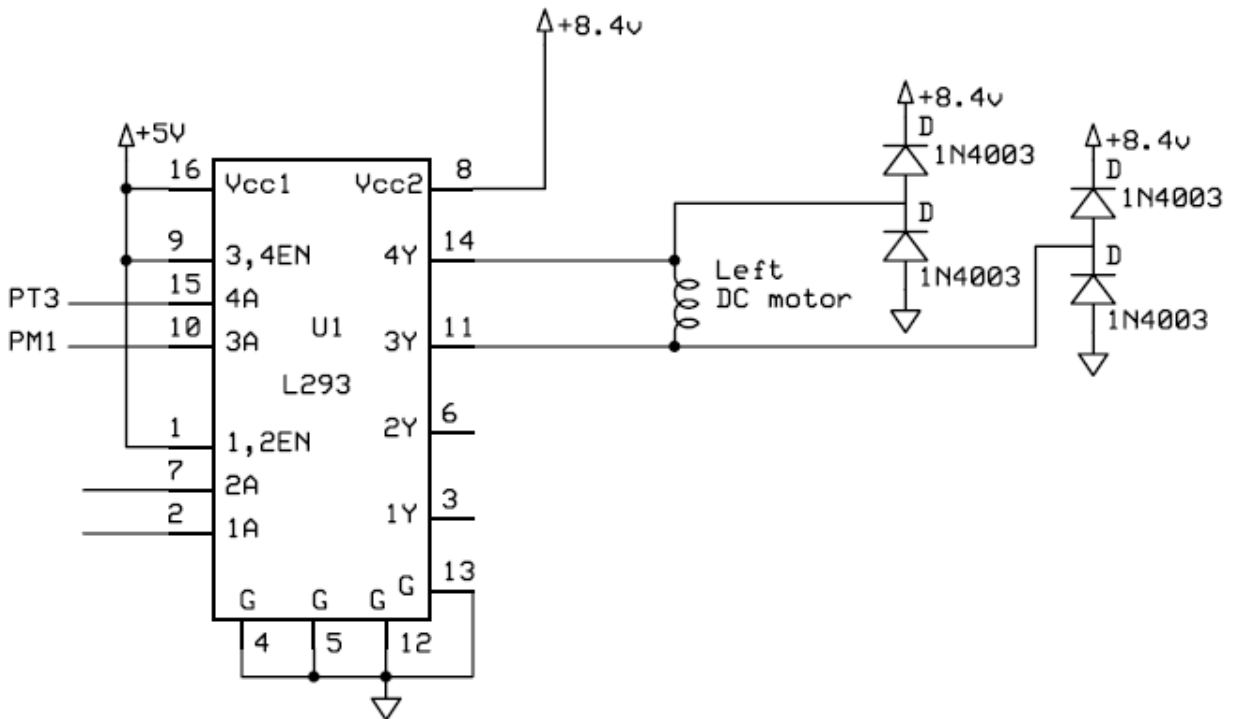 +8.4v
+8.4v
D
1N4003
D
1N4003
+8.4v
D
1N4003
D
1N4003
+5V
16 Vcc1 Vcc2 8
9 3,4EN 4Y 14
PT3 15 4A
PM1 10 3A U1 3Y 11
Left
DC motor
L293
1 1,2EN 2Y 6
7 2A
2 1A 1Y 3
G 13
G G G
4 5 12